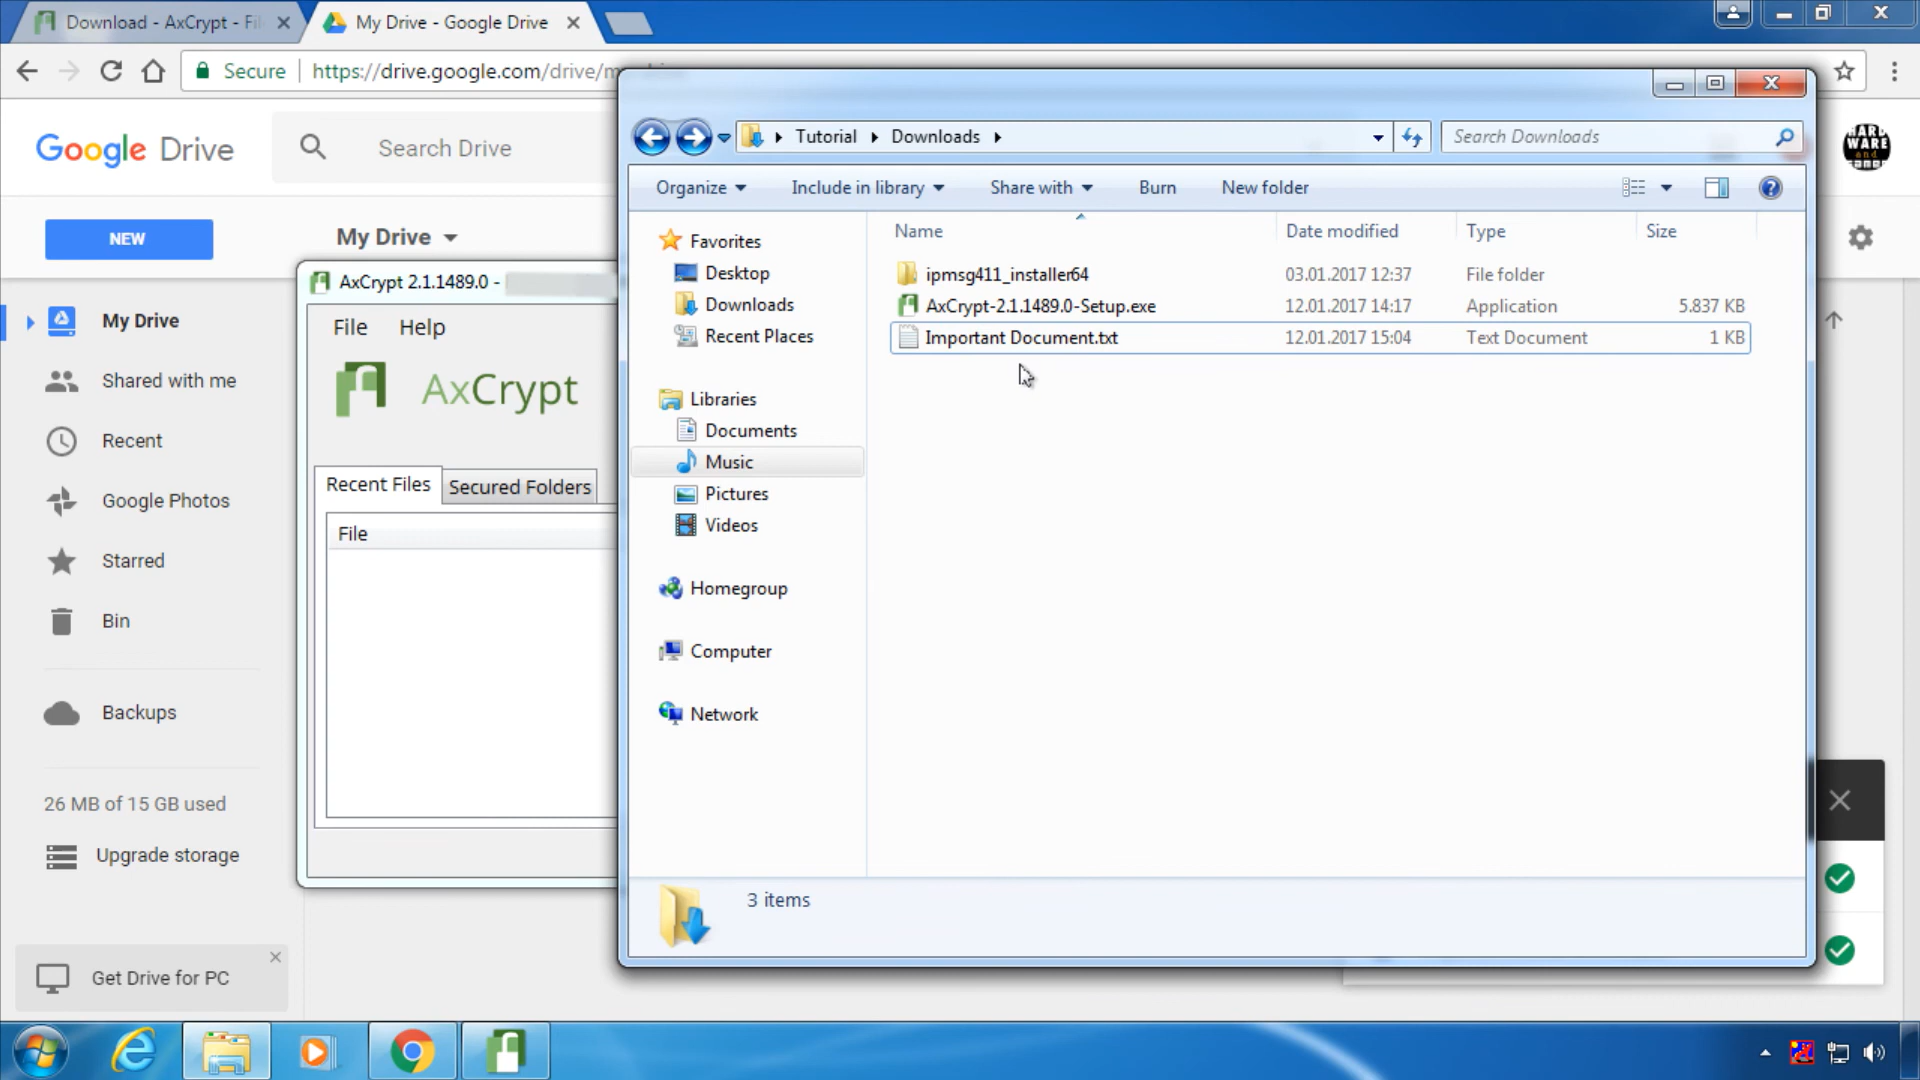 Download - AxCrypt - Fil
My Drive - Google Drive
Secure
https://drive.google.com/drive/m
Google Drive
Search Drive
NEW
My Drive
My Drive
Shared with me
Recent
Google Photos
Starred
Bin
Backups
26 MB of 15 GB used
Upgrade storage
Get Drive for PC
AxCrypt 2.1.1489.0 -
File Help
AxCrypt
Recent Files Secured Folders
File
Tutorial Downloads
Search Downloads
HARD
WARE
and
Organize Include in library Share with Burn New folder
Favorites
Desktop
Downloads
Recent Places
Libraries
Documents
Music
Pictures
Videos
Homegroup
Computer
Network
Name Date modified Type Size
ipmsg411_installer64 03.01.2017 12:37 File folder
AxCrypt-2.1.1489.0-Setup.exe 12.01.2017 14:17 Application 5.837 KB
Important Document.txt 12.01.2017 15:04 Text Document 1 KB
3 items